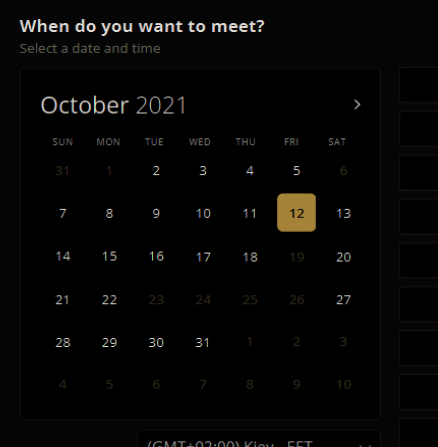 When do you want to meet?
Select a date and time
October 2021
SUN MON TUE WED THU FRI SAT
31 1 2 3 4 5 6
7 8 9 10 11 12 13
14 15 16 17 18 19 20
21 22 23 24 25 26 27
28 29 30 31 1 2 3
4 5 6 7 8 9 10
(GMT+02:00) Kiev - EET